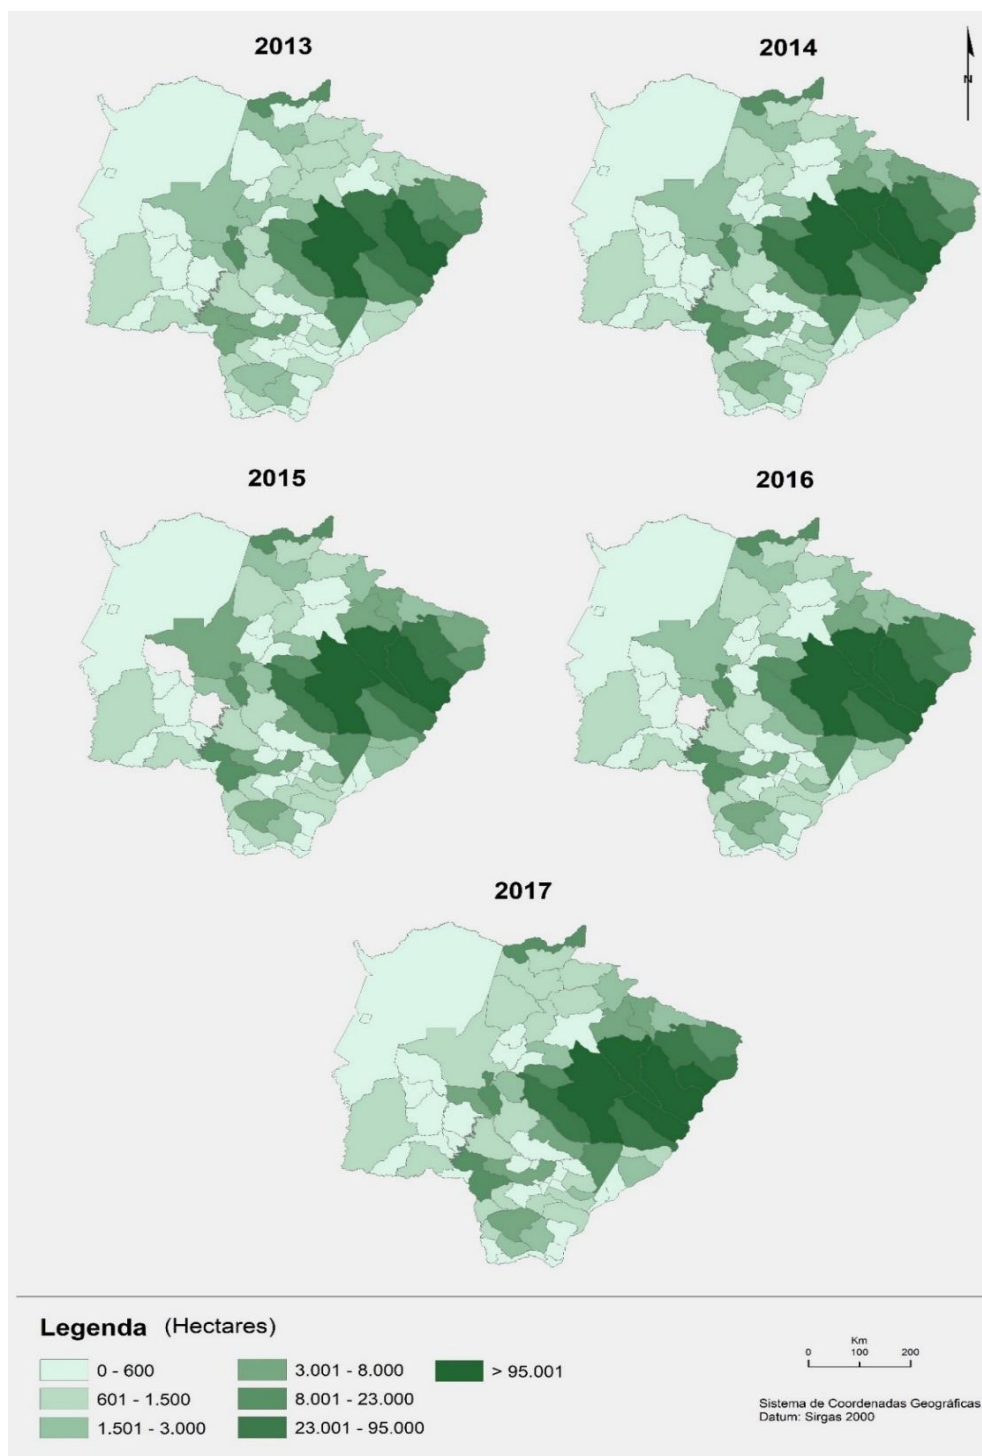 2013
2014
N
2015
2016
2017
Legenda (Hectares)
0 - 600
601 - 1.500
1.501 - 3.000
3.001 - 8.000
8.001 - 23.000
23.001 - 95.000
> 95.001
Km
0 100 200
Sistema de Coordenadas Geográficas
Datum: Sirgas 2000